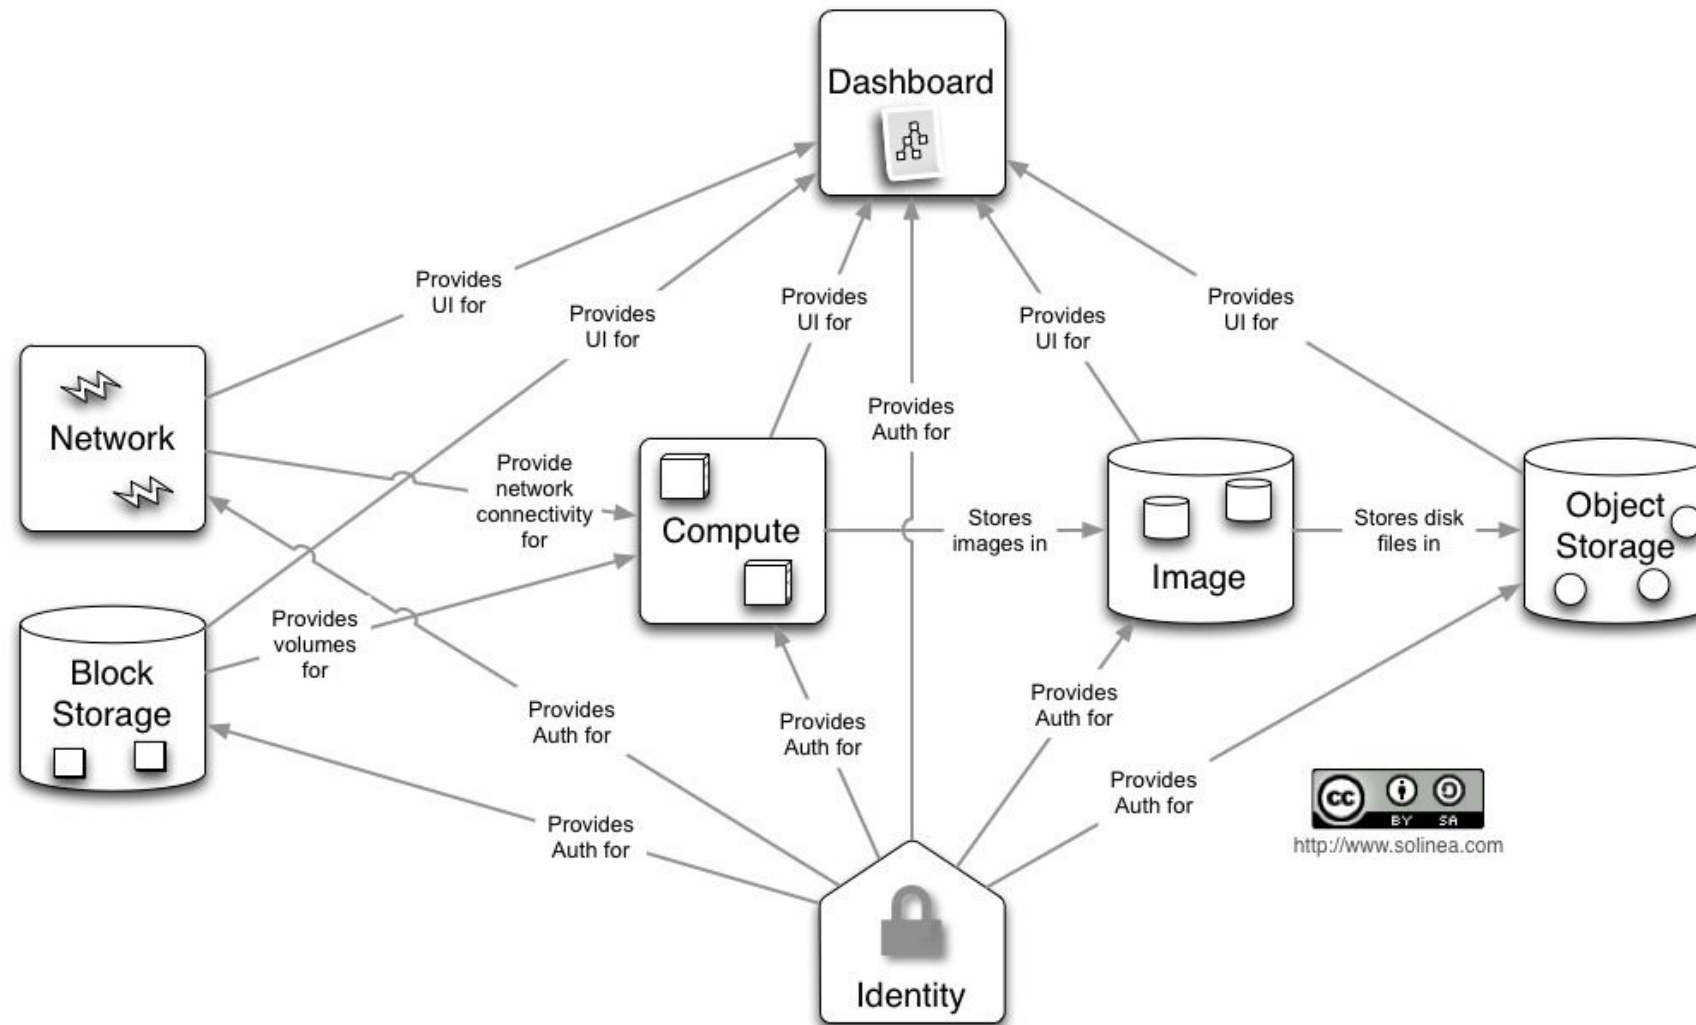 Dashboard
Provides
UI for
Provides
UI for
Provides
UI for
Provides
UI for
Provides
UI for
Provides
Auth for
Network
Provide
network
connectivity
for
Compute
Stores
images in
Image
Stores disk
files in
Object
Storage
Block
Storage
Provides
volumes
for
Provides
Auth for
Provides
Auth for
Provides
Auth for
Provides
Auth for
Provides
Auth for
cc
BY SA
http://www.solinea.com
Identity